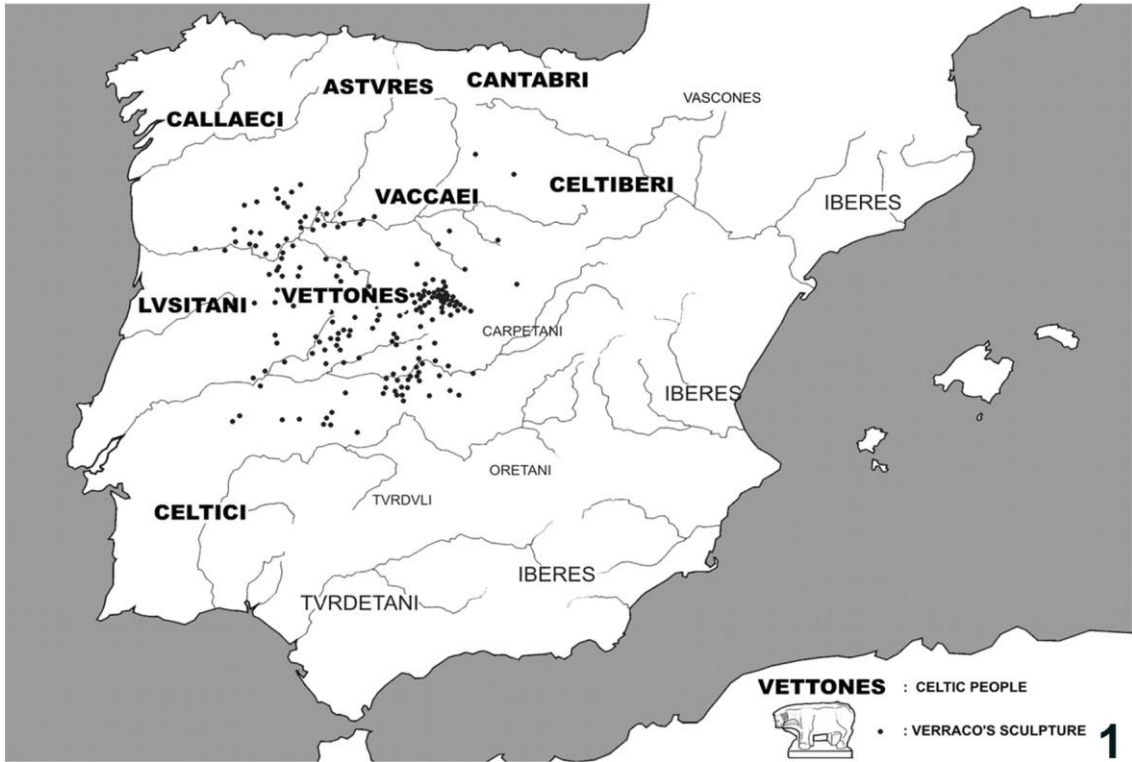 ASTVRES
CANTABRI
VASCONES
CALLAECI
VACCAEI
CELTIBERI
IBERES
LVSITANI
VETTONES
CARPETANI
IBERES
ORETANI
TVRDVLI
CELTICI
IBERES
TVRDETANI
VETTONES : CELTIC PEOPLE
: VERRACO'S SCULPTURE
1